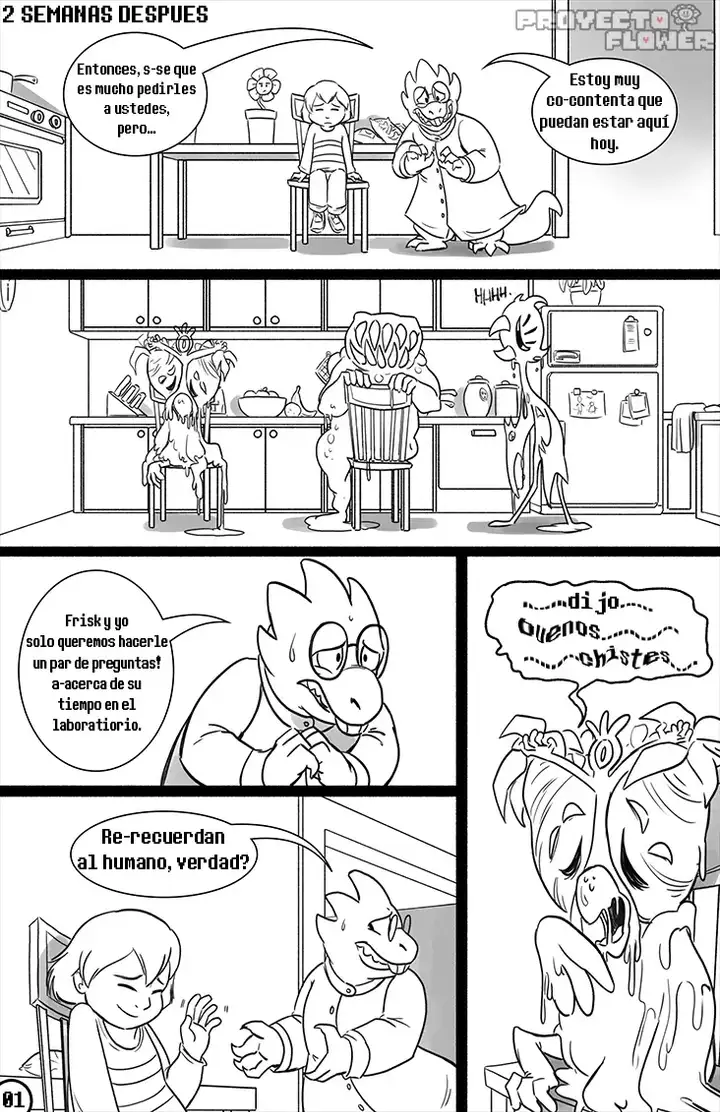 2 SEMANAS DESPUES
PROYECTO
FLOWER
Entonces, s-se que
es mucho pedirles
a ustedes,
pero...
Estoy muy
co-contenta que
puedan estar aquí
hoy.
HHHH.
Frisk y yo
solo queremos hacerle
un par de preguntas!
a-acerca de su
tiempo en el
laboratiorio.
dijo
buenos
chistes
Re-recuerdan
al humano, verdad?
01